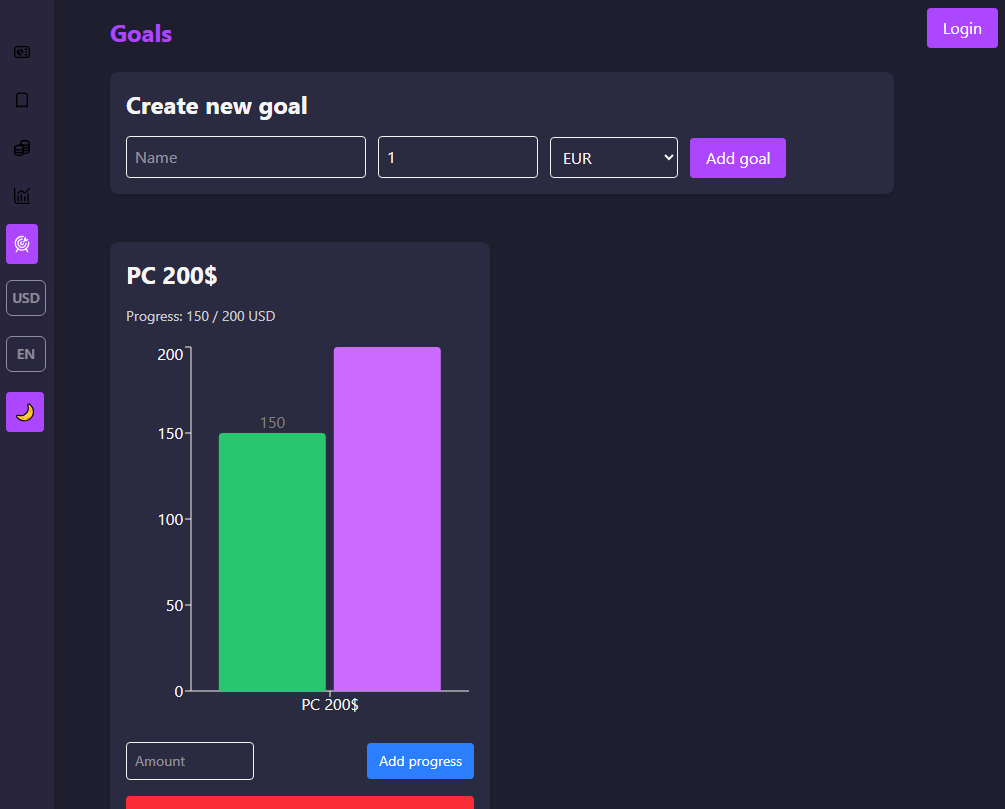 Goals
Login
Create new goal
Name
1
EUR
Add goal
USD
EN
PC 200$
Progress: 150 / 200 USD
200
150
150
100
50
0
PC 200$
Amount
Add progress